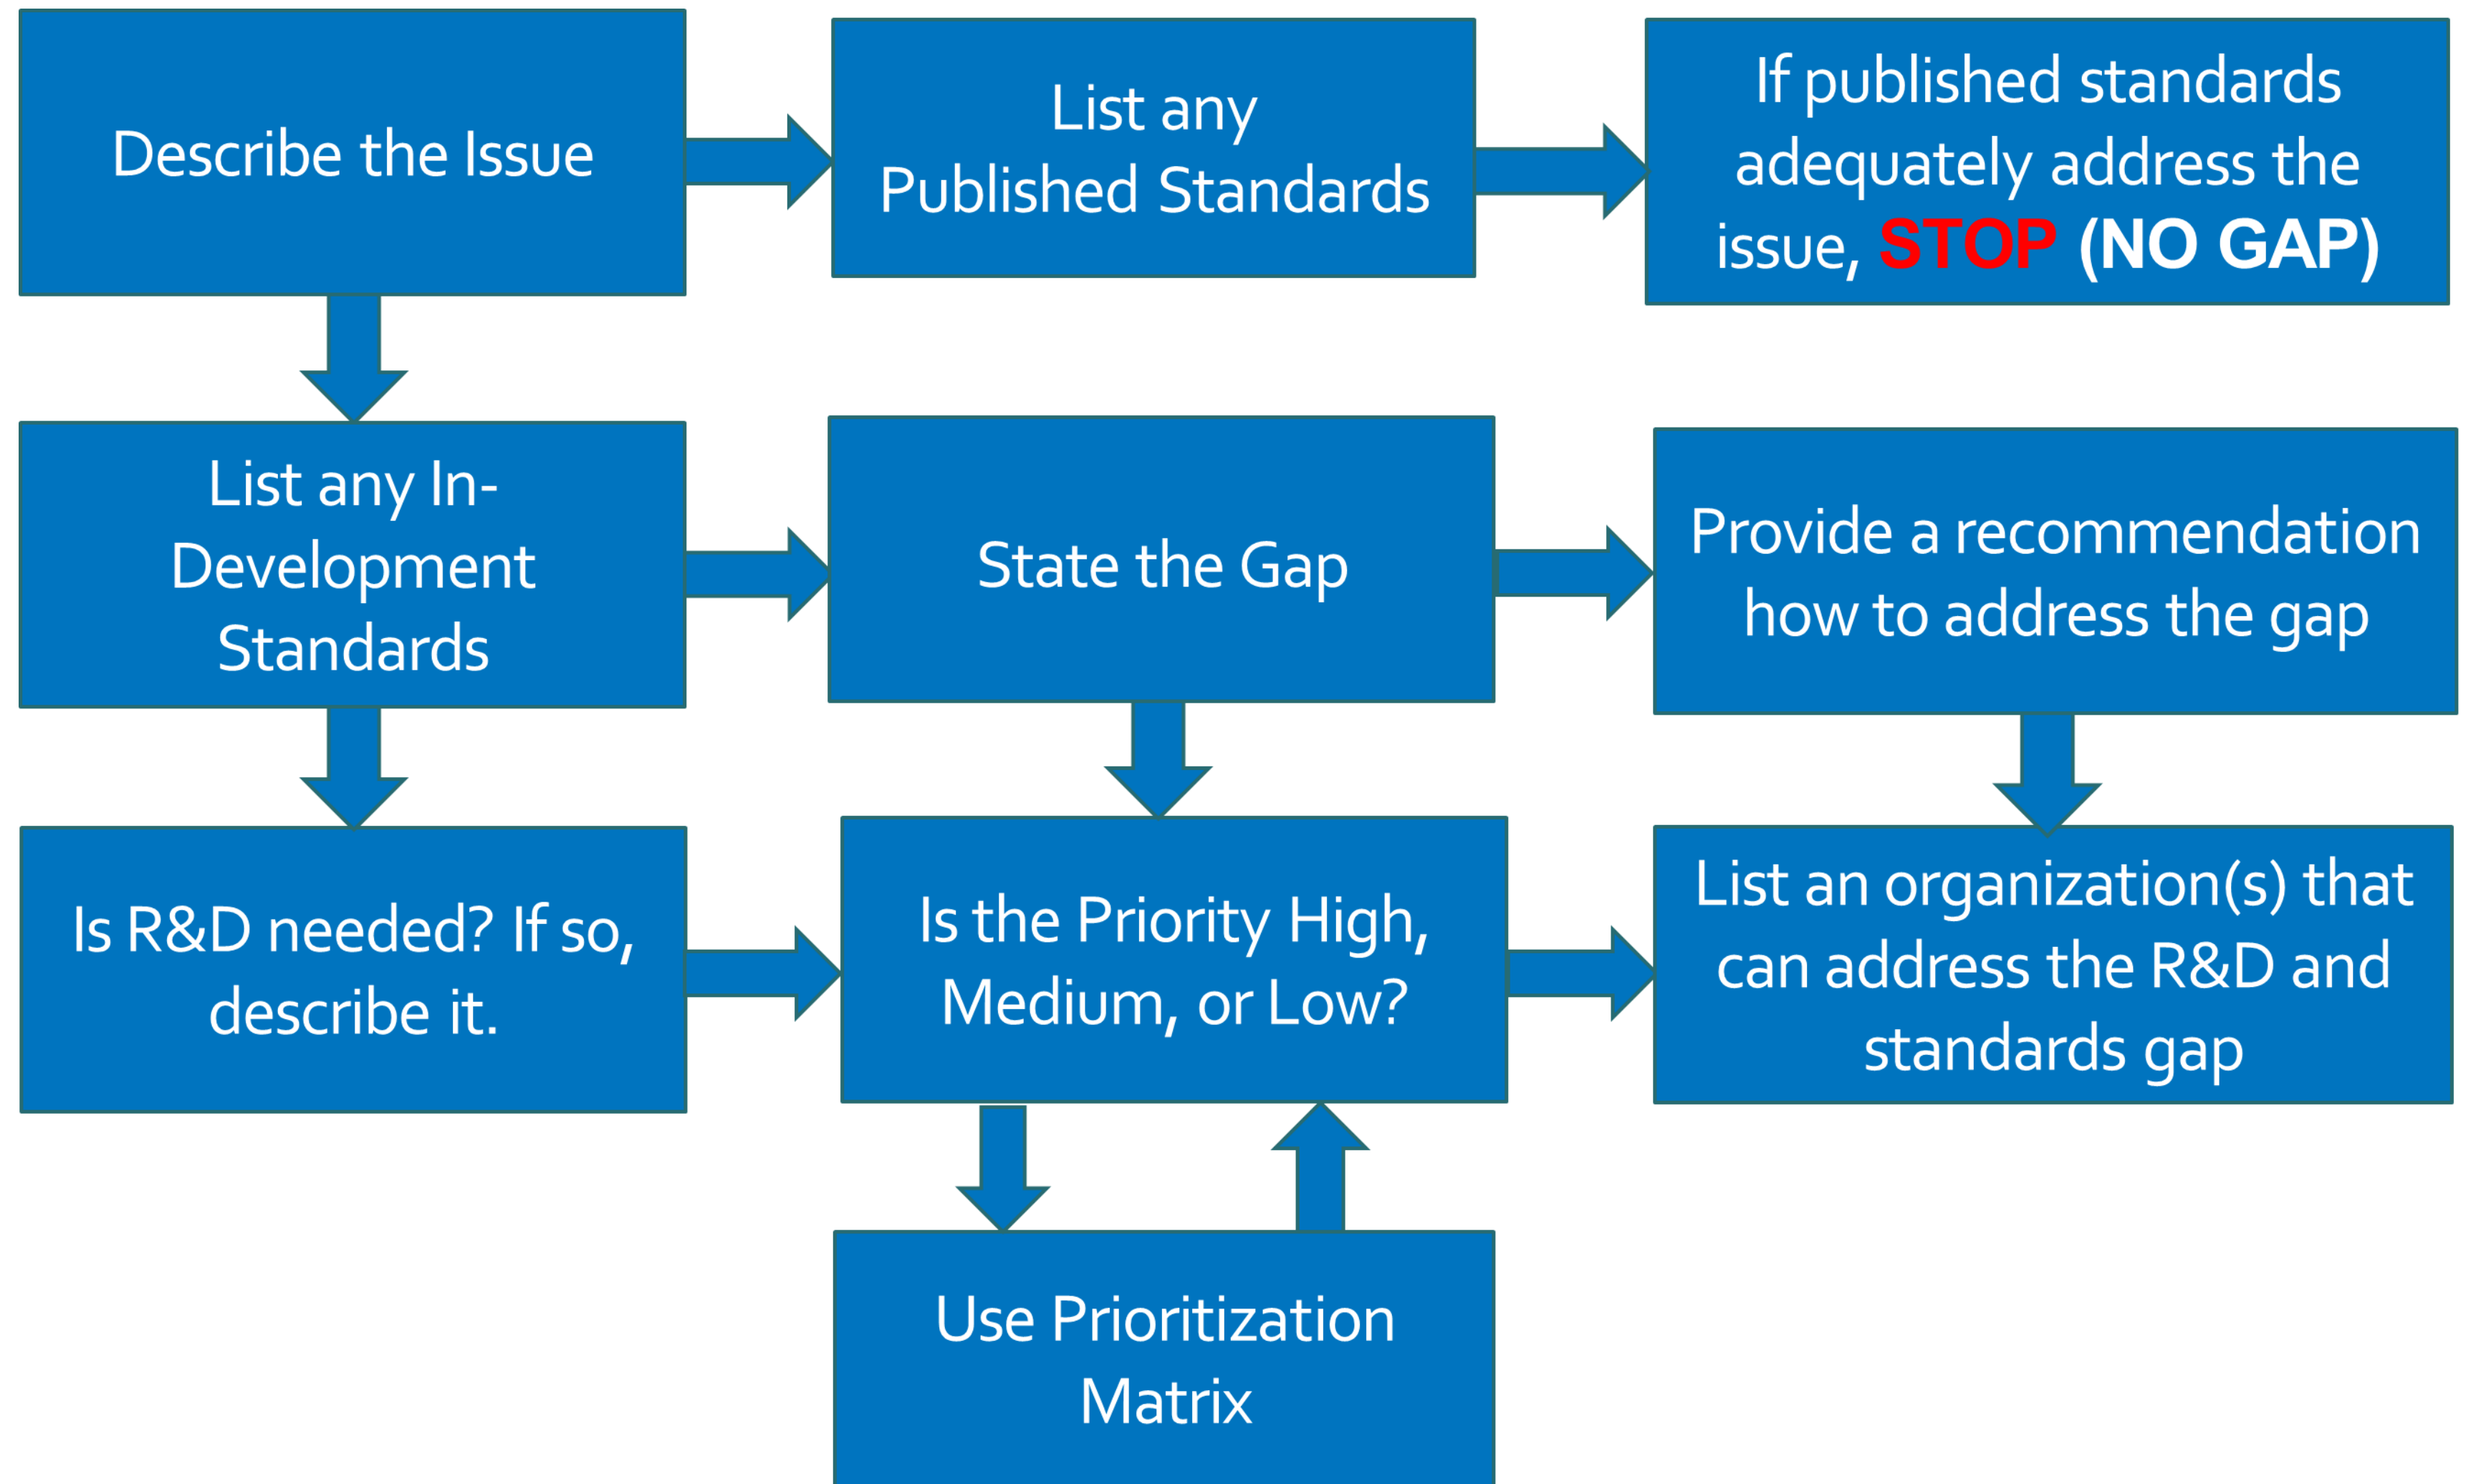 Describe the Issue
List any
Published Standards
If published standards
adequately address the
issue, STOP (NO GAP)
List any In-
Development
Standards
State the Gap
Provide a recommendation
how to address the gap
Is R&D needed? If so,
describe it.
Is the Priority High,
Medium, or Low?
List an organization(s) that
can address the R&D and
standards gap
Use Prioritization
Matrix